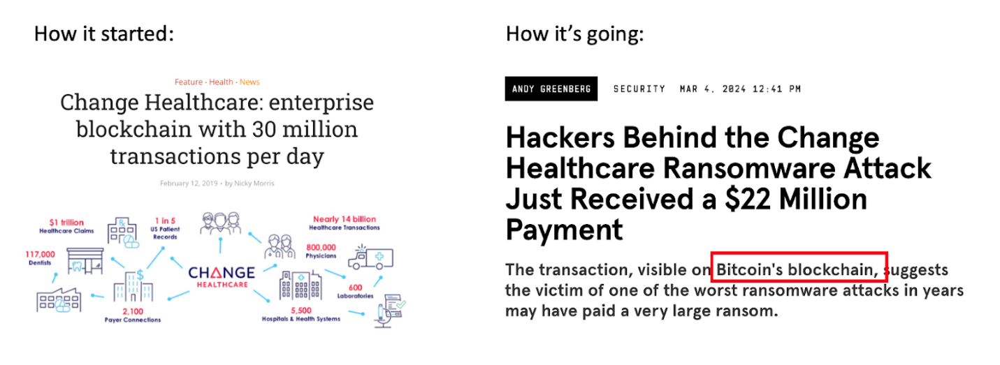 How it started:
Feature · Health · News
Change Healthcare: enterprise
blockchain with 30 million
transactions per day
February 12, 2019 • by Nicky Morris
$1 trillion
Healthcare Claims
1 in 5
US Patient
Records
Nearly 14 billion
Healthcare Transactions
117,000
Dentists
800,000
Physicians
CHANGE
HEALTHCARE
600
Laboratories
2,100
Payer Connections
5,500
Hospitals & Health Systems
How it's going:
ANDY GREENBERG SECURITY MAR 4, 2024 12:41 PM
Hackers Behind the Change
Healthcare Ransomware Attack
Just Received a $22 Million
Payment
The transaction, visible on Bitcoin's blockchain, suggests
the victim of one of the worst ransomware attacks in years
may have paid a very large ransom.